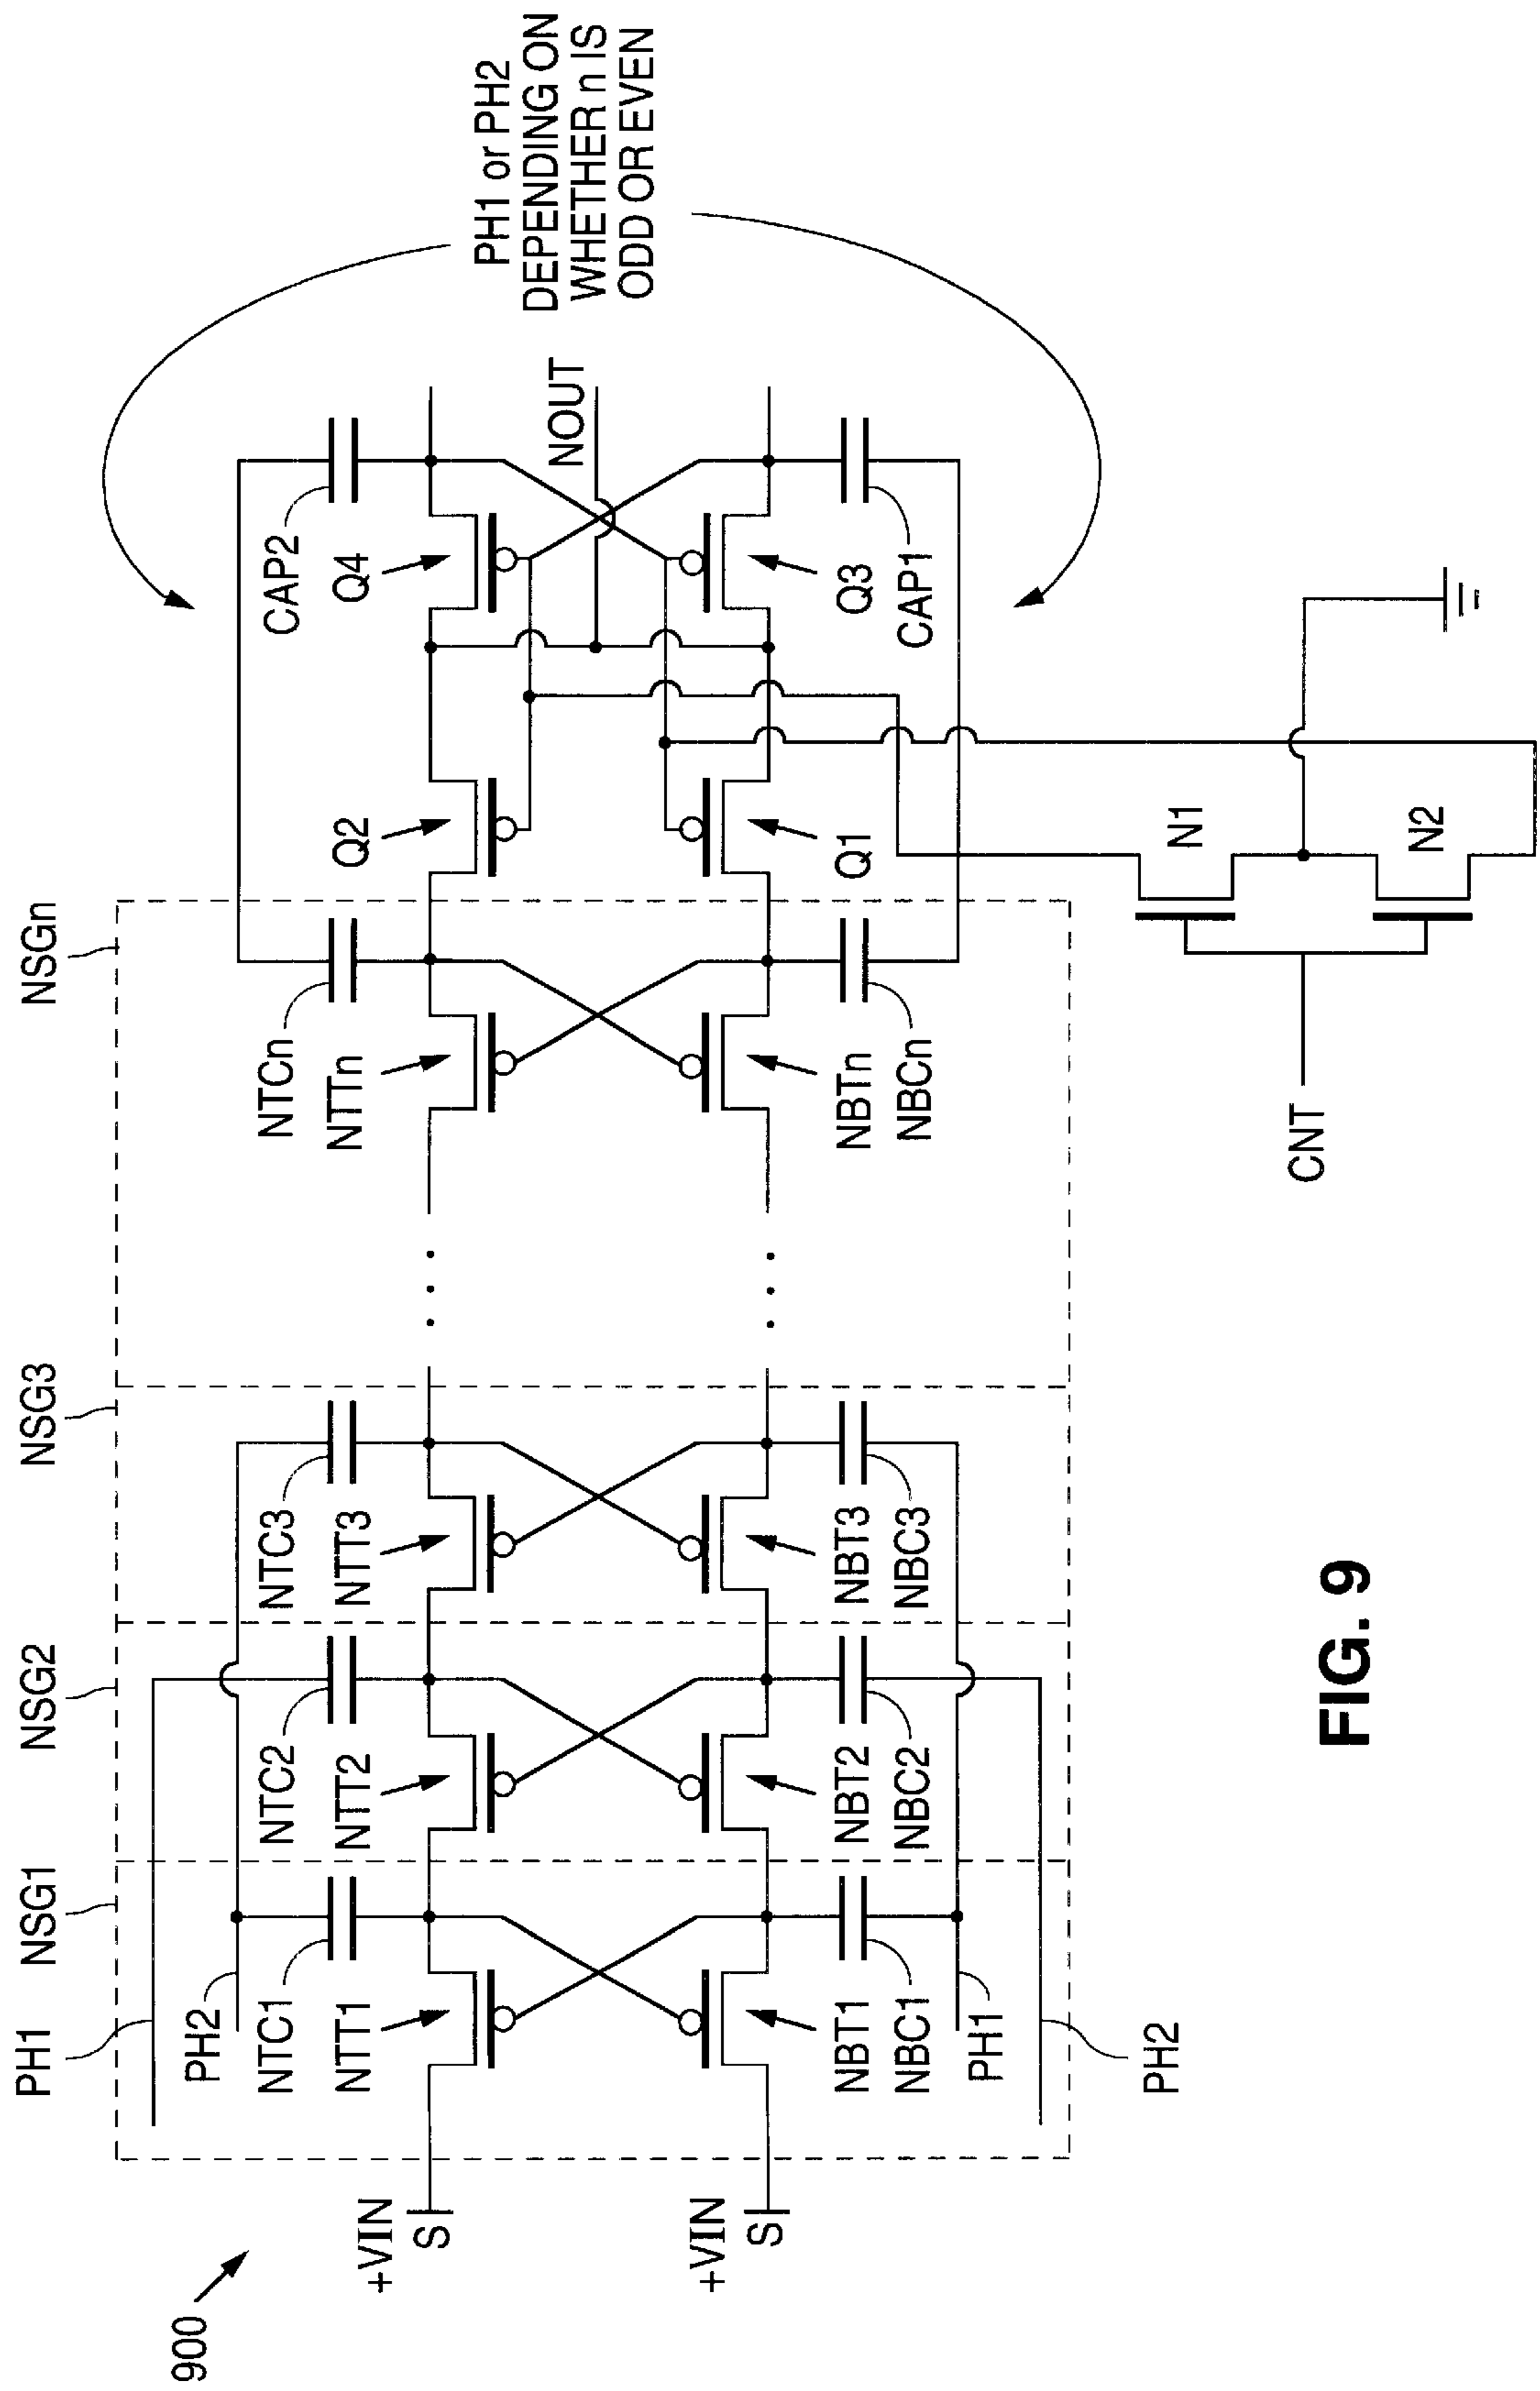 900
+VIN
S
+VIN
S
PH1
PH2
NSG1
NTC1
NTT1
NBT1
NBC1
PH1
PH2
NSG2
NTC2
NTT2
NBT2
NBC2
NSG3
NTC3
NTT3
NBT3
NBC3
NSGn
NTCn
NTTn
NBTn
NBCn
Q2
Q1
CAP2
Q4
Q3
CAP1
NOUT
PH1 or PH2
DEPENDING ON
WHETHER n IS
ODD OR EVEN
CNT
N1
N2
FIG. 9